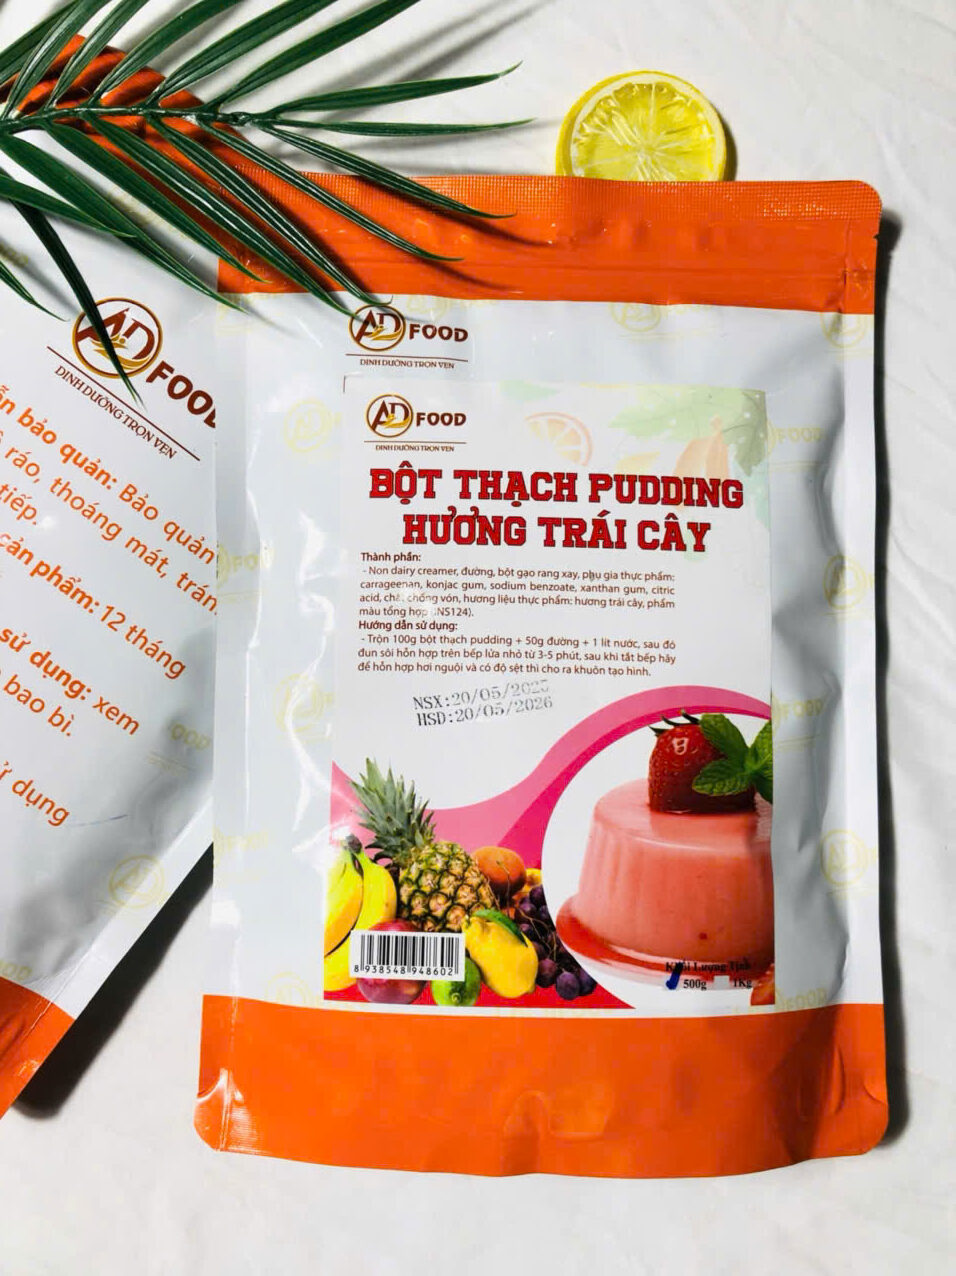 AD FOOD
DINH DƯỠNG TRỌN VẸN
AD FOOD
DINH DƯỠNG TRỌN VẸN
BỘT THẠCH PUDDING
HƯƠNG TRÁI CÂY
Thành phần:
- Non dairy creamer, đường, bột gạo rang xay, phụ gia thực phẩm:
carrageenan, konjac gum, sodium benzoate, xanthan gum, citric
acid, chất chống vón, hương liệu thực phẩm: hương trái cây, phẩm
màu tổng hợp INS124).
Hướng dẫn sử dụng:
- Trộn 100g bột thạch pudding + 50g đường + 1 lít nước, sau đó
đun sôi hỗn hợp trên bếp lửa nhỏ từ 3-5 phút, sau khi tắt bếp hãy
để hỗn hợp hơi nguội và có độ sệt thì cho ra khuôn tạo hình.
NSX:20/05/2025
HSD:20/05/2026
8 938548 948602
Khối Lượng Tịnh
500g 1Kg
AD FOOD
DINH DƯỠNG TRỌN VẸN
ẫn bảo quản: Bảo quản
ráo, thoáng mát, trán
tiếp.
sản phẩm: 12 tháng
sử dụng: xem
bao bì.
ử dụng